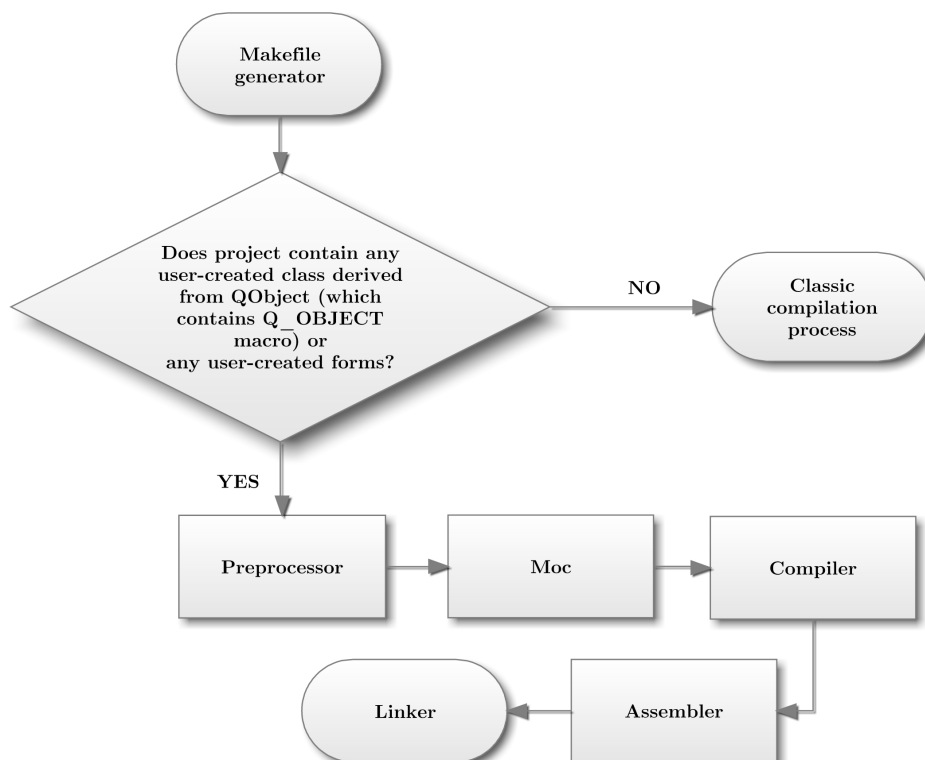 Makefile
generator
Does project contain any
user-created class derived
from QObject (which
contains Q_OBJECT
macro) or
any user-created forms?
NO
Classic
compilation
process
YES
Preprocessor
Moc
Compiler
Linker
Assembler